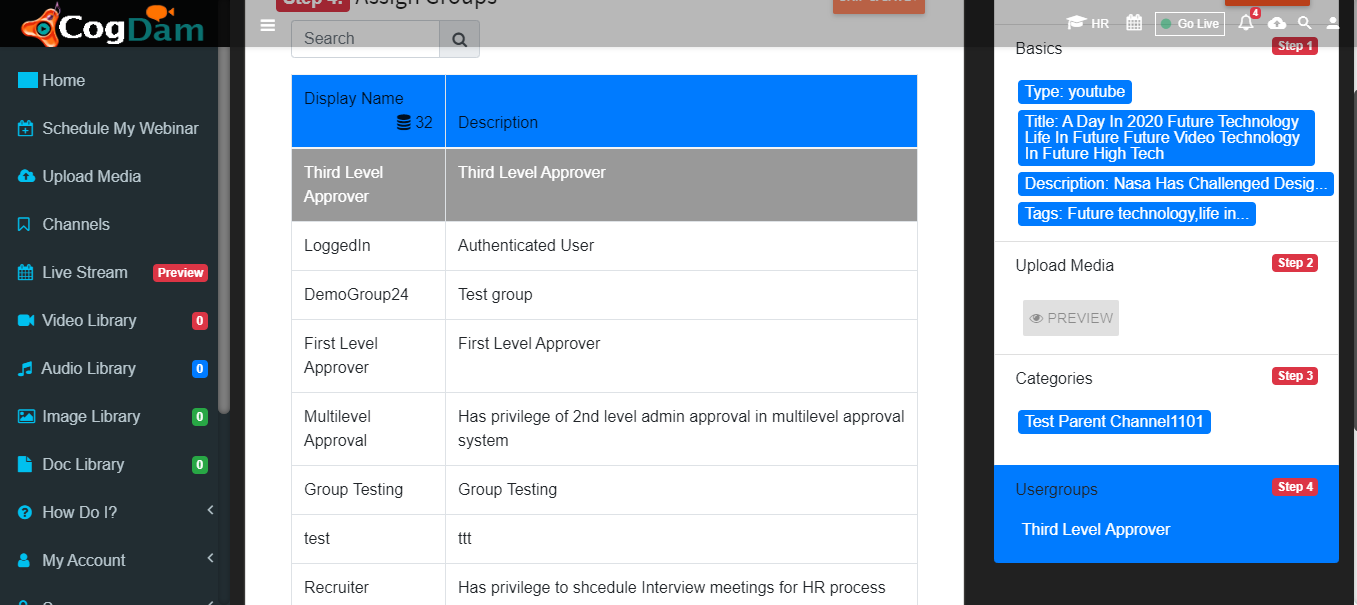 CogDam
Home
Schedule My Webinar
Upload Media
Channels
Live Stream Preview
Video Library 0
Audio Library 0
Image Library 0
Doc Library 0
How Do I?
My Account
Step 4: Assign Groups
Search
Display Name
32 Description
Third Level Third Level Approver
Approver
LoggedIn Authenticated User
DemoGroup24 Test group
First Level First Level Approver
Approver
Multilevel Has privilege of 2nd level admin approval in multilevel approval
Approval system
Group Testing Group Testing
test ttt
Recruiter Has privilege to shcedule Interview meetings for HR process
HR Go Live 4
Basics Step 1
Type: youtube
Title: A Day In 2020 Future Technology
Life In Future Future Video Technology
In Future High Tech
Description: Nasa Has Challenged Desig...
Tags: Future technology,life in...
Upload Media Step 2
PREVIEW
Categories Step 3
Test Parent Channel1101
Usergroups Step 4
Third Level Approver